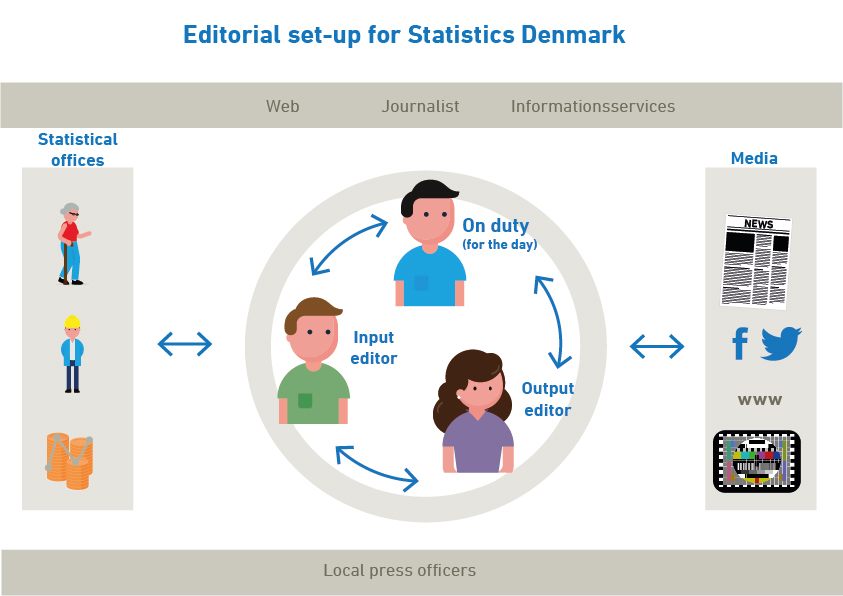 Editorial set-up for Statistics Denmark
Web Journalist Informationsservices
Statistical
offices
Media
On duty
(for the day)
NEWS
Input
editor
Output
editor
www
Local press officers